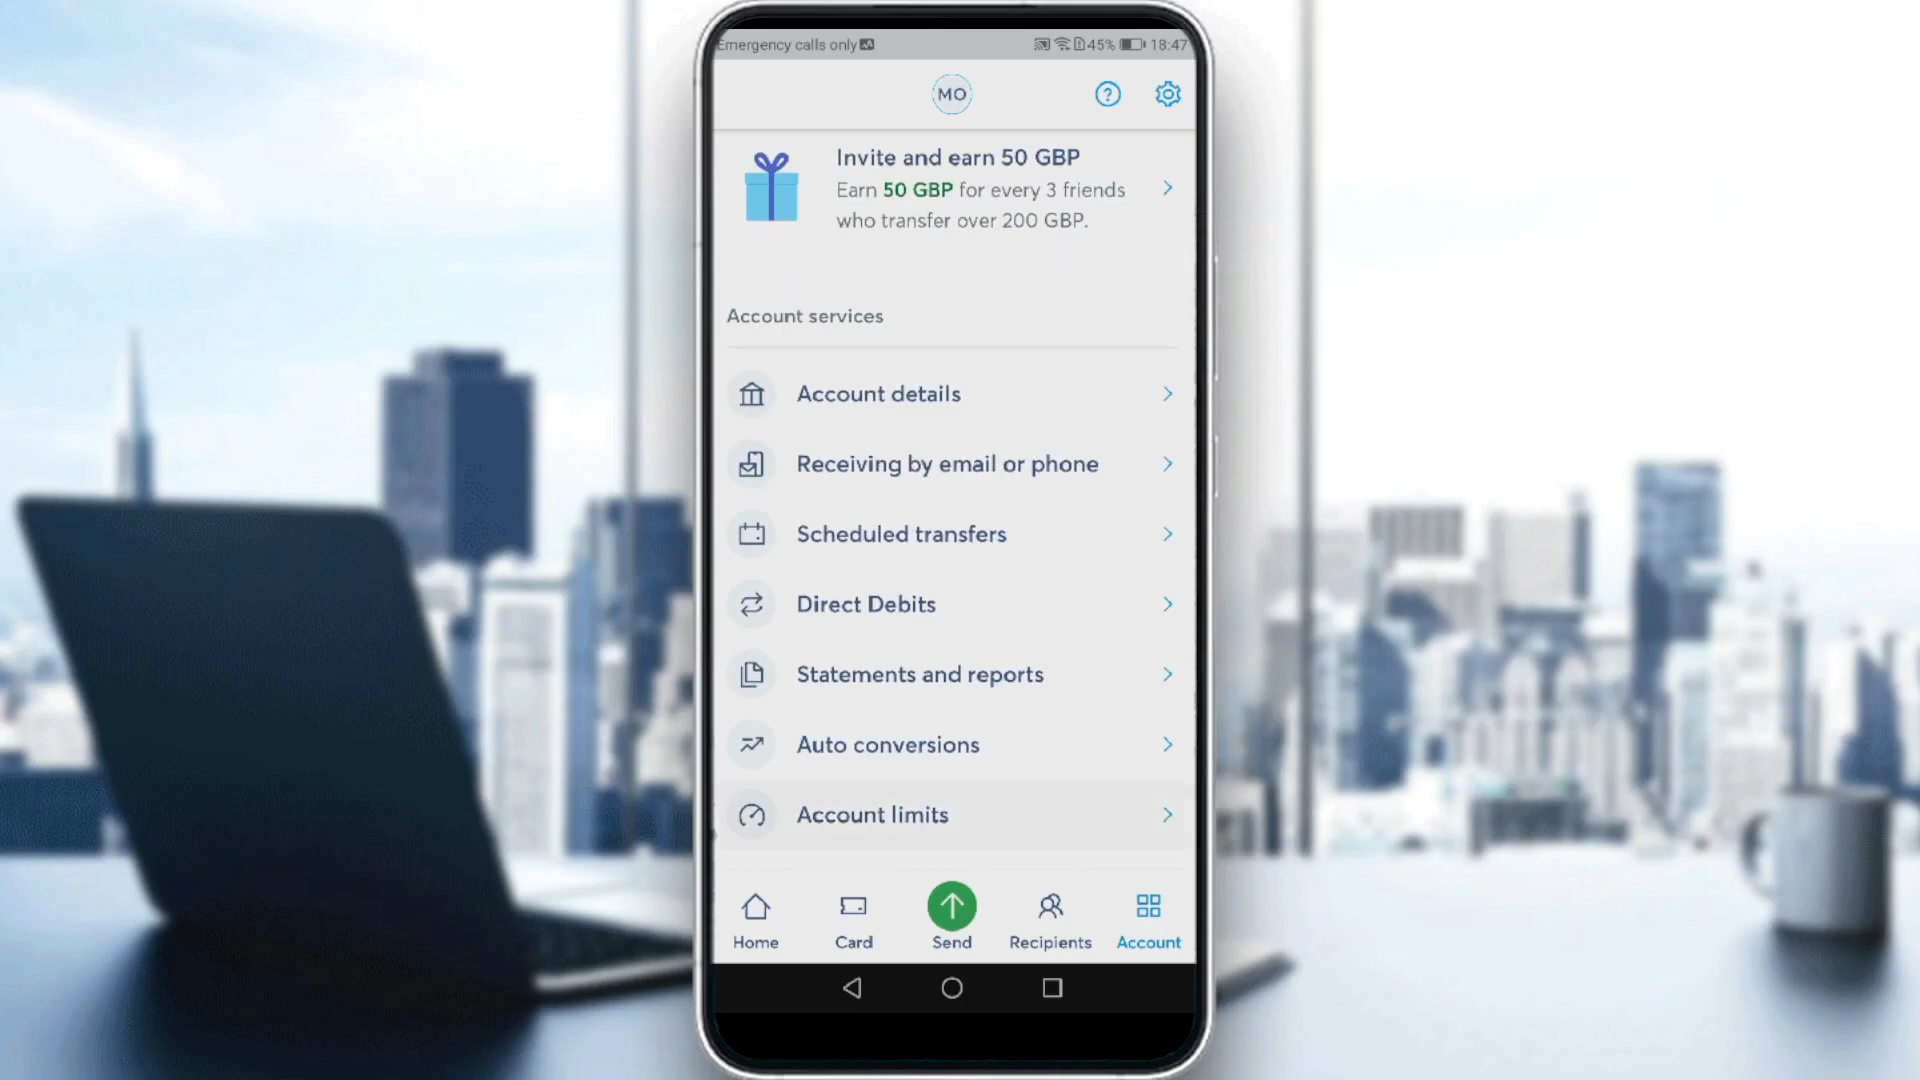 Emergency calls only 45% 18:47
MO
Invite and earn 50 GBP
Earn 50 GBP for every 3 friends
who transfer over 200 GBP.
Account services
Account details
Receiving by email or phone
Scheduled transfers
Direct Debits
Statements and reports
Auto conversions
Account limits
Home Card Send Recipients Account